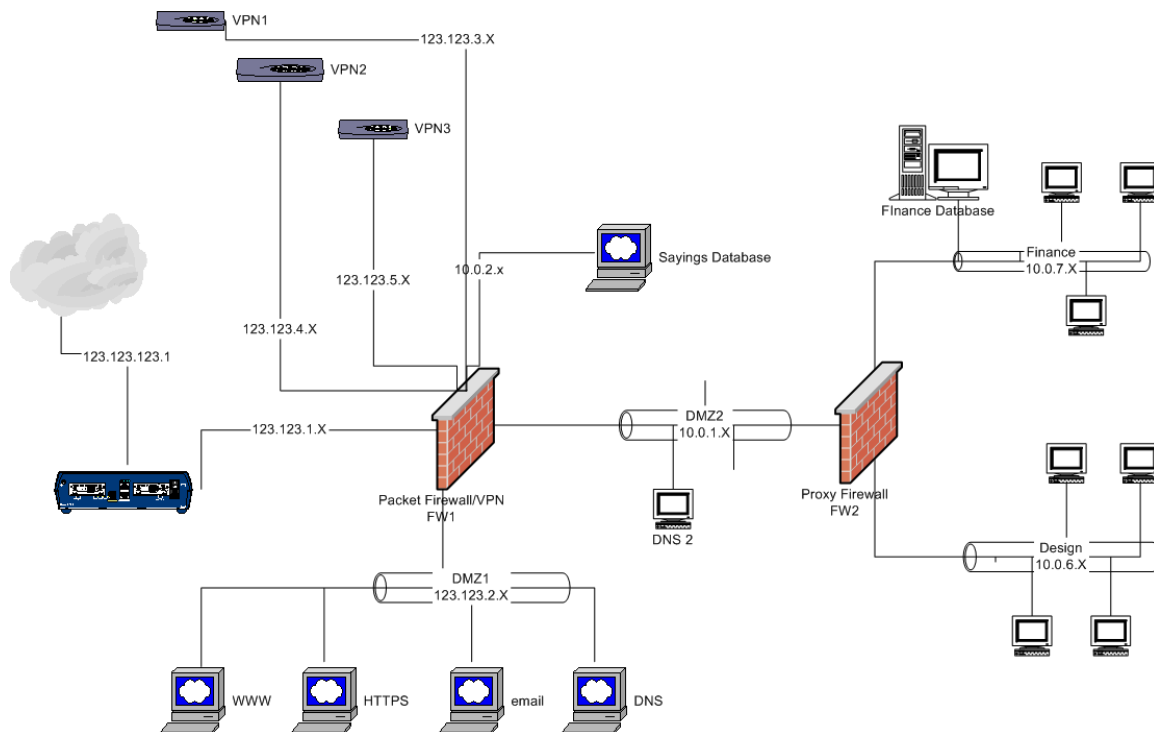 VPN1
123.123.3.X
VPN2
VPN3
FInance Database
Sayings Database
10.0.2.x
Finance
10.0.7.X
123.123.5.X
123.123.4.X
123.123.123.1
DMZ2
10.0.1.X
123.123.1.X
Packet Firewall/VPN
FW1
Proxy Firewall
FW2
DNS 2
Design
10.0.6.X
DMZ1
123.123.2.X
WWW
HTTPS
email
DNS